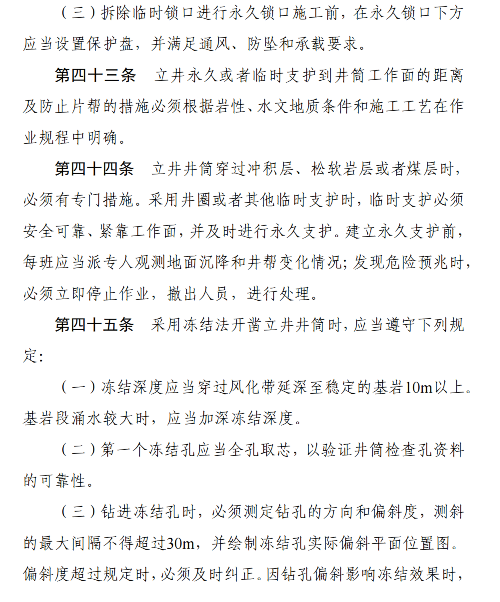 （三）拆除临时锁口进行永久锁口施工前，在永久锁口下方
应当设置保护盘，并满足通风、防坠和承载要求。
第四十三条　立井永久或者临时支护到井筒工作面的距离
及防止片帮的措施必须根据岩性、水文地质条件和施工工艺在作
业规程中明确。
第四十四条　立井井筒穿过冲积层、松软岩层或者煤层时，
必须有专门措施。采用井圈或者其他临时支护时，临时支护必须
安全可靠、紧靠工作面，并及时进行永久支护。建立永久支护前，
每班应当派专人观测地面沉降和井帮变化情况；发现危险预兆时，
必须立即停止作业，撤出人员，进行处理。
第四十五条　采用冻结法开凿立井井筒时，应当遵守下列规
定：
（一）冻结深度应当穿过风化带延深至稳定的基岩10m以上。
基岩段涌水较大时，应当加深冻结深度。
（二）第一个冻结孔应当全孔取芯，以验证井筒检查孔资料
的可靠性。
（三）钻进冻结孔时，必须测定钻孔的方向和偏斜度，测斜
的最大间隔不得超过30m，并绘制冻结孔实际偏斜平面位置图。
偏斜度超过规定时，必须及时纠正。因钻孔偏斜影响冻结效果时，